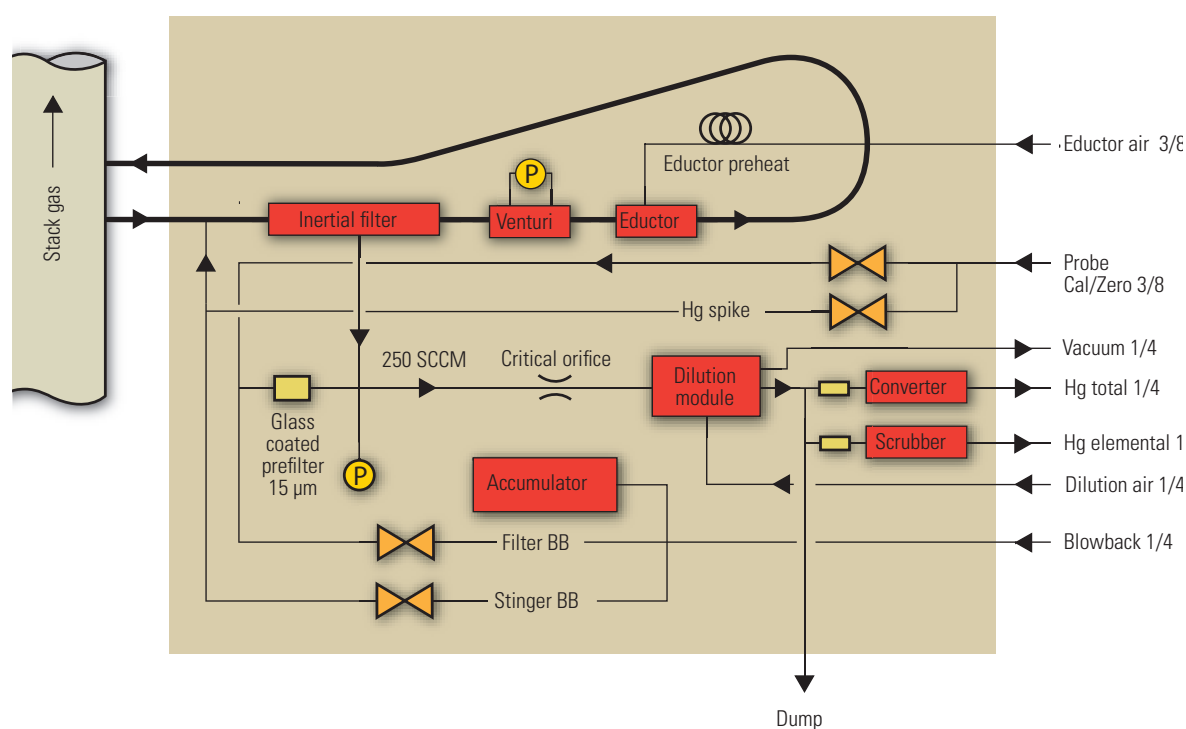 Stack gas
Eductor preheat
Eductor air 3/8
P
Inertial filter
Venturi
Eductor
Probe
Cal/Zero 3/8
Hg spike
Vacuum 1/4
250 SCCM
Critical orifice
Dilution
module
Converter
Hg total 1/4
Glass
coated
prefilter
15 µm
Scrubber
Hg elemental 1
P
Accumulator
Dilution air 1/4
Filter BB
Blowback 1/4
Stinger BB
Dump